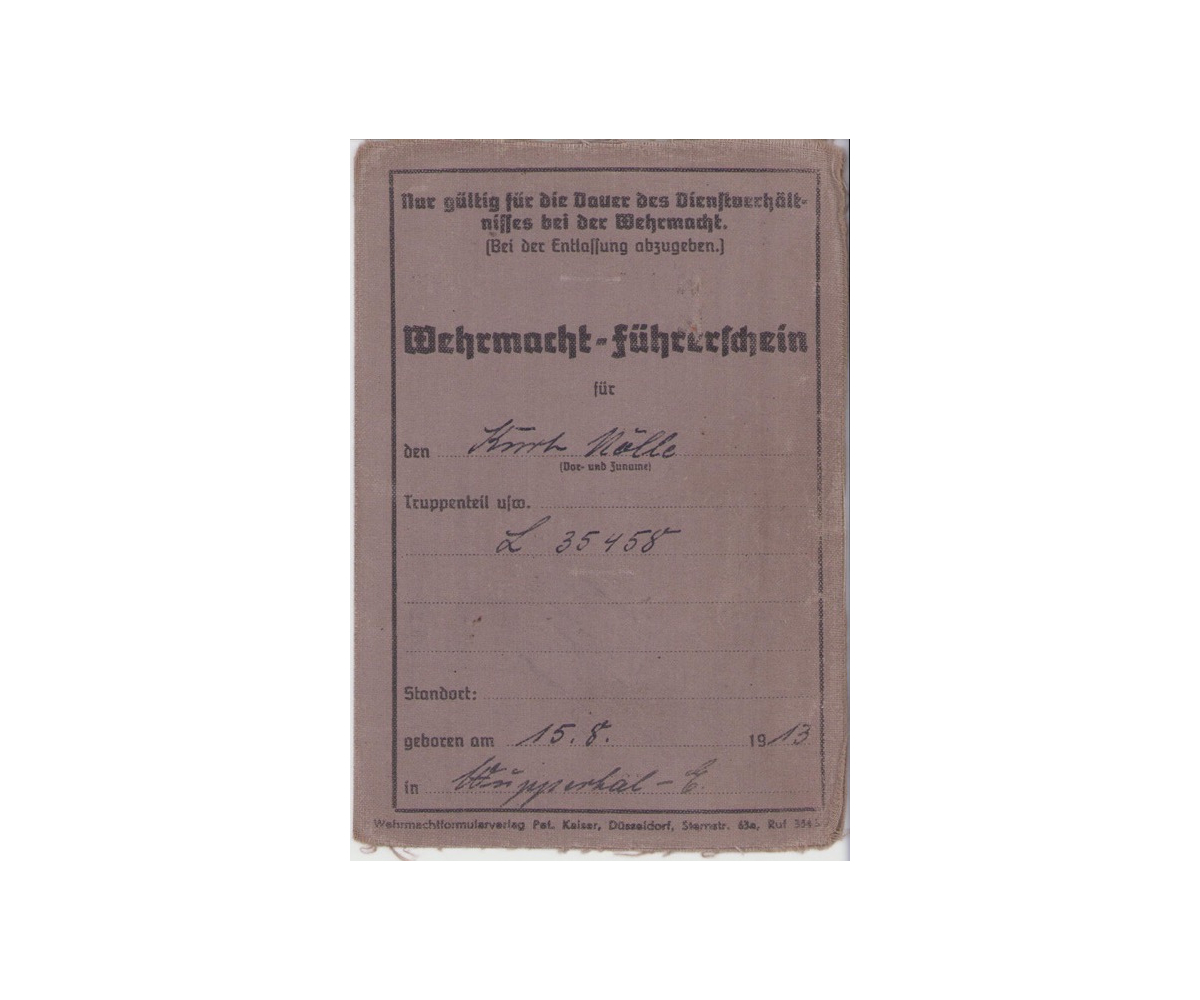 Nur gültig für die Dauer des Dienstverhält-
nisses bei der Wehrmacht.
(Bei der Entlassung abzugeben.)
Wehrmacht-Führerschein
für
den Kurt Nölle
(Vor- und Zuname)
Truppenteil usw.
L 35458
Standort:
geboren am 15. 8. 1913
in Wuppertal - E.
Wehrmachtformularverlag Pet. Kaiser, Düsseldorf, Sternstr. 63a, Ruf